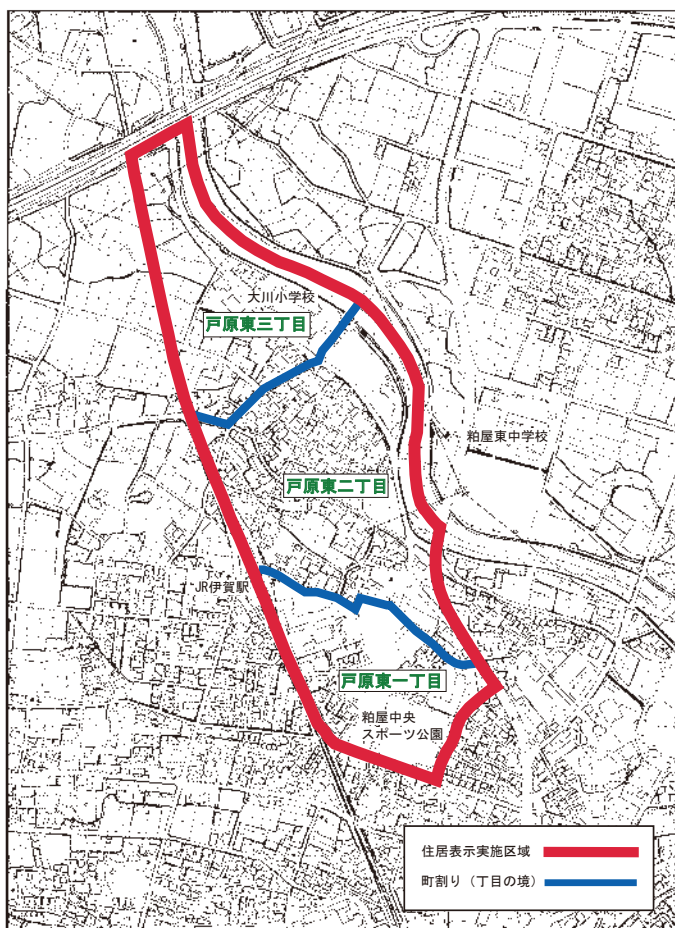 大川小学校
戸原東三丁目
粕屋東中学校
戸原東二丁目
JR伊賀駅
戸原東一丁目
粕屋中央
スポーツ公園
住居表示実施区域
町割り（丁目の境）